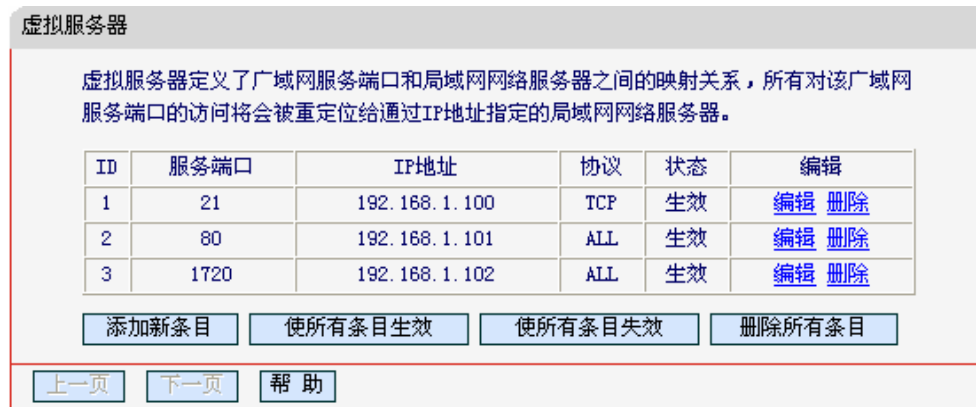 虚拟服务器
虚拟服务器定义了广域网服务端口和局域网网络服务器之间的映射关系，所有对该广域网
服务端口的访问将会被重定位给通过IP地址指定的局域网网络服务器。
ID 服务端口 IP地址 协议 状态 编辑
1 21 192.168.1.100 TCP 生效 编辑 删除
2 80 192.168.1.101 ALL 生效 编辑 删除
3 1720 192.168.1.102 ALL 生效 编辑 删除
添加新条目 使所有条目生效 使所有条目失效 删除所有条目
上一页 下一页 帮 助